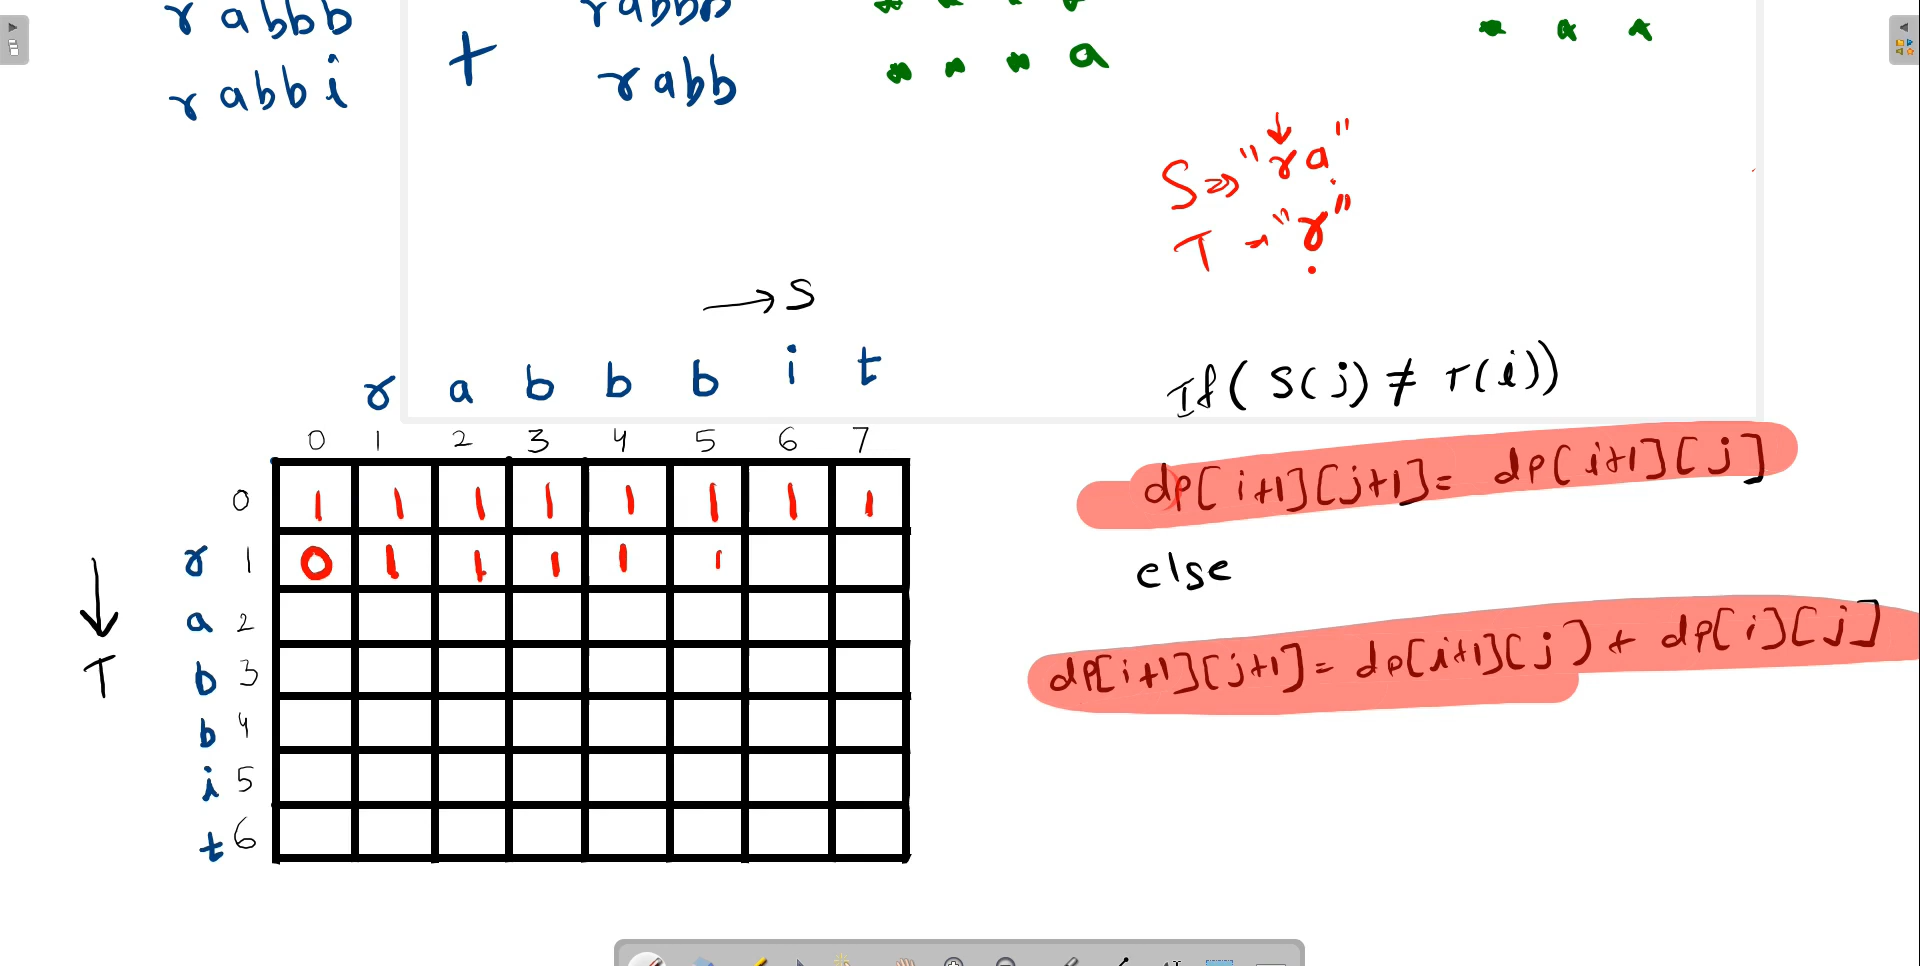 r a b b b
rabbb
r a b b i
+
r a b b
a
a a
S => "ra"
T → "r"
→ S
r a b b b i t
If( S(j) ≠ T(i))
0 1 2 3 4 5 6 7
dp[i+1][j+1]= dp[i+1][j]
0 1 1 1 1 1 1 1 1
r 1 0 1 1 1 1 1
else
a 2
T
b 3
dp[i+1][j+1]= dp[i+1][j) + dp[i][j]
b 4
i 5
t 6